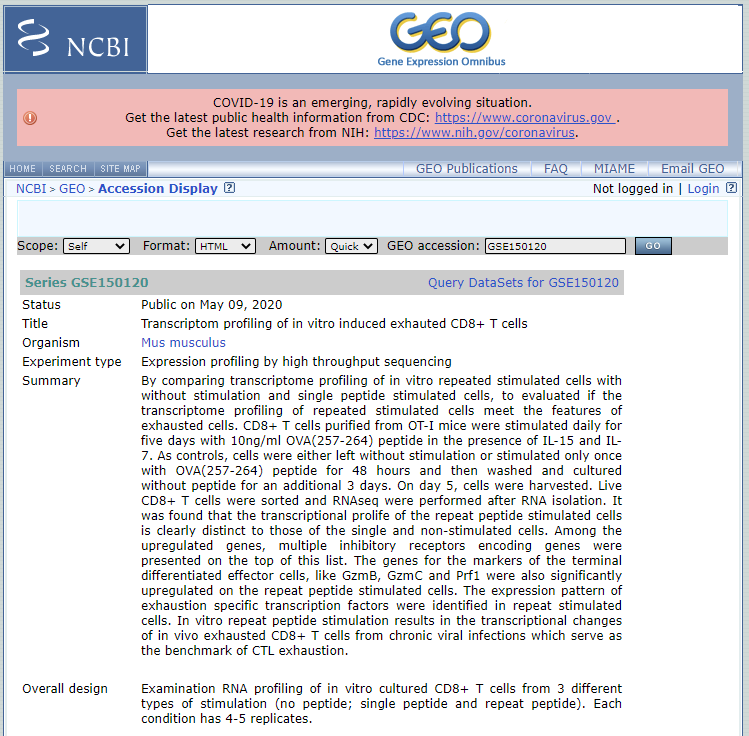 NCBI
GEO
Gene Expression Omnibus
COVID-19 is an emerging, rapidly evolving situation.
Get the latest public health information from CDC: https://www.coronavirus.gov .
Get the latest research from NIH: https://www.nih.gov/coronavirus.
HOME SEARCH SITE MAP GEO Publications FAQ MIAME Email GEO
NCBI > GEO > Accession Display ? Not logged in | Login ?
Scope: Self Format: HTML Amount: Quick GEO accession: GSE150120 GO
Series GSE150120 Query DataSets for GSE150120
Status Public on May 09, 2020
Title Transcriptom profiling of in vitro induced exhauted CD8+ T cells
Organism Mus musculus
Experiment type Expression profiling by high throughput sequencing
Summary By comparing transcriptome profiling of in vitro repeated stimulated cells with
without stimulation and single peptide stimulated cells, to evaluated if the
transcriptome profiling of repeated stimulated cells meet the features of
exhausted cells. CD8+ T cells purified from OT-I mice were stimulated daily for
five days with 10ng/ml OVA(257-264) peptide in the presence of IL-15 and IL-
7. As controls, cells were either left without stimulation or stimulated only once
with OVA(257-264) peptide for 48 hours and then washed and cultured
without peptide for an additional 3 days. On day 5, cells were harvested. Live
CD8+ T cells were sorted and RNAseq were performed after RNA isolation. It
was found that the transcriptional prolife of the repeat peptide stimulated cells
is clearly distinct to those of the single and non-stimulated cells. Among the
upregulated genes, multiple inhibitory receptors encoding genes were
presented on the top of this list. The genes for the markers of the terminal
differentiated effector cells, like GzmB, GzmC and Prf1 were also significantly
upregulated on the repeat peptide stimulated cells. The expression pattern of
exhaustion specific transcription factors were identified in repeat stimulated
cells. In vitro repeat peptide stimulation results in the transcriptional changes
of in vivo exhausted CD8+ T cells from chronic viral infections which serve as
the benchmark of CTL exhaustion.
Overall design Examination RNA profiling of in vitro cultured CD8+ T cells from 3 different
types of stimulation (no peptide; single peptide and repeat peptide). Each
condition has 4-5 replicates.